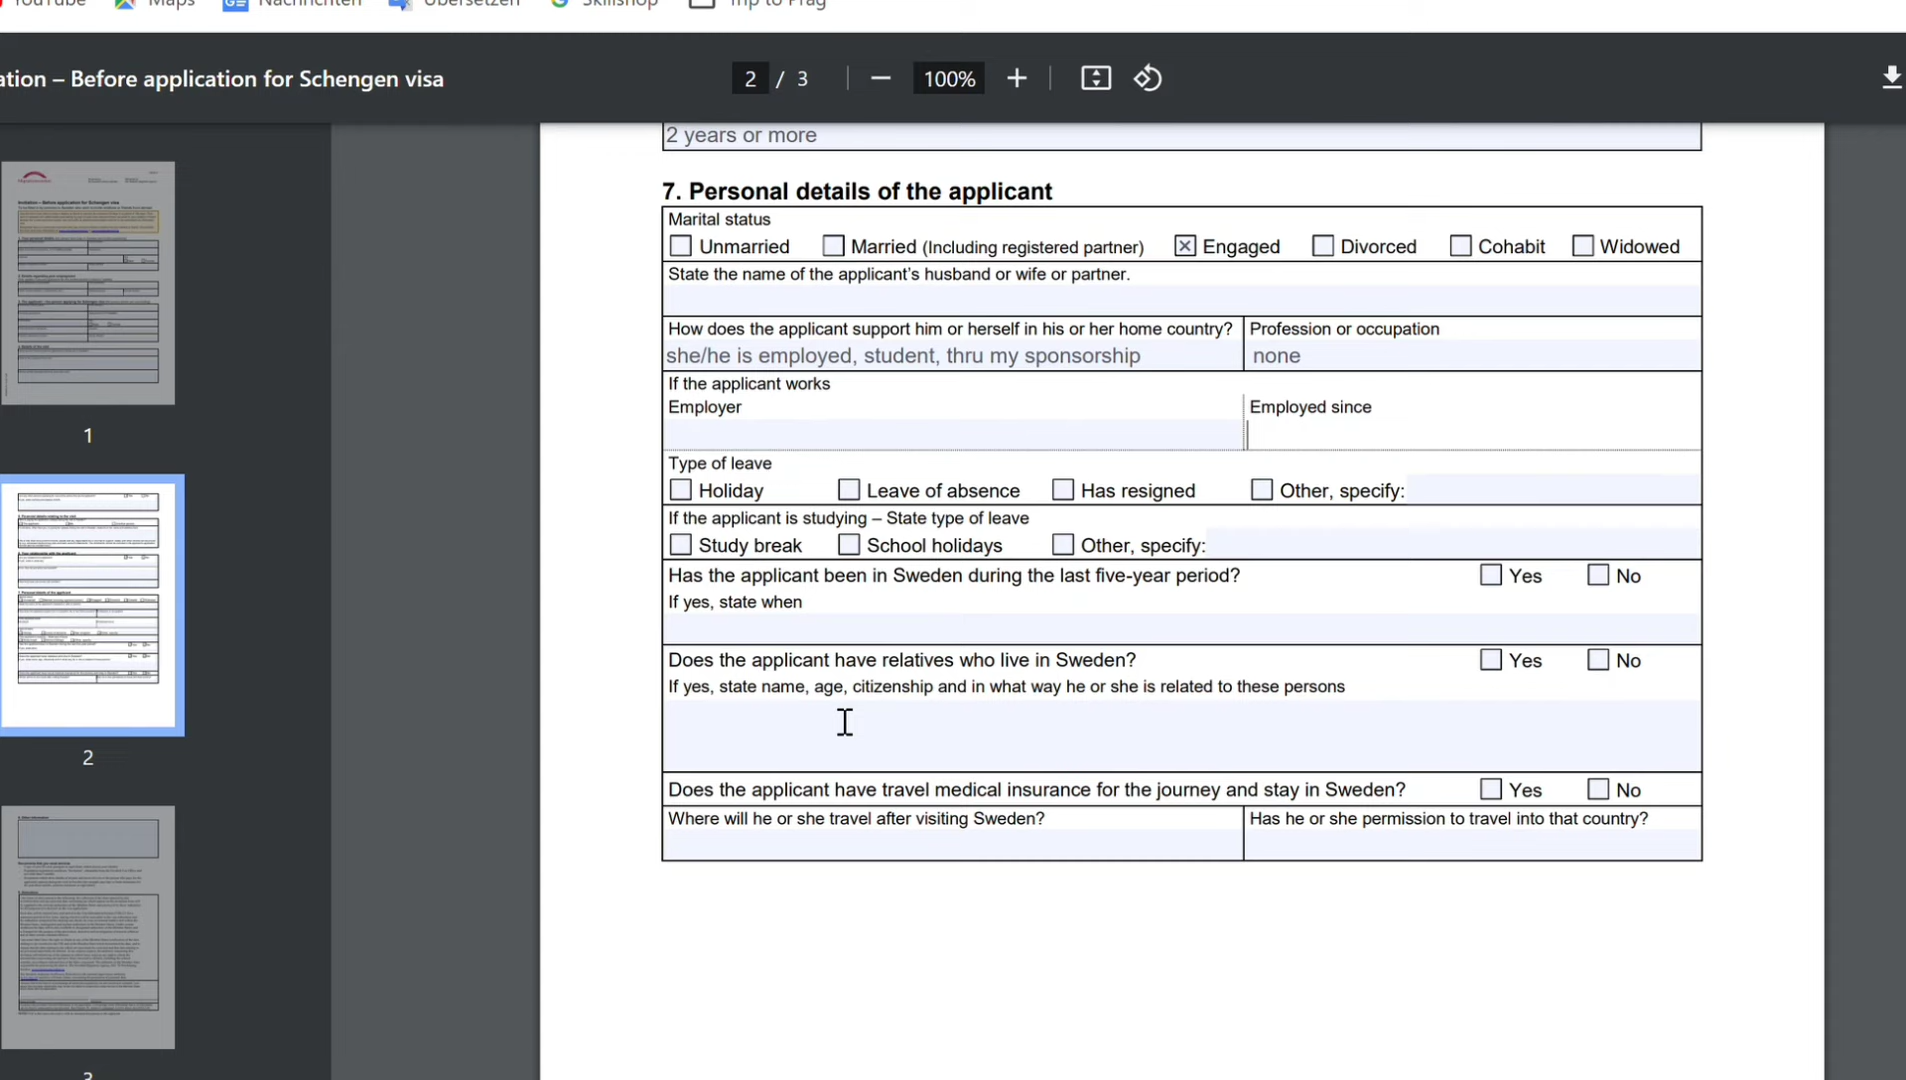 YouTube Maps Nachrichten Übersetzen Skillshop Trip to Prag
ation – Before application for Schengen visa
2 / 3
100%
2 years or more
7. Personal details of the applicant
Marital status
Unmarried Married (Including registered partner) Engaged Divorced Cohabit Widowed
State the name of the applicant's husband or wife or partner.
How does the applicant support him or herself in his or her home country? Profession or occupation
she/he is employed, student, thru my sponsorship none
If the applicant works
Employer Employed since
Type of leave
Holiday Leave of absence Has resigned Other, specify:
If the applicant is studying – State type of leave
Study break School holidays Other, specify:
Has the applicant been in Sweden during the last five-year period? Yes No
If yes, state when
Does the applicant have relatives who live in Sweden? Yes No
If yes, state name, age, citizenship and in what way he or she is related to these persons
Does the applicant have travel medical insurance for the journey and stay in Sweden? Yes No
Where will he or she travel after visiting Sweden? Has he or she permission to travel into that country?
1
2
3